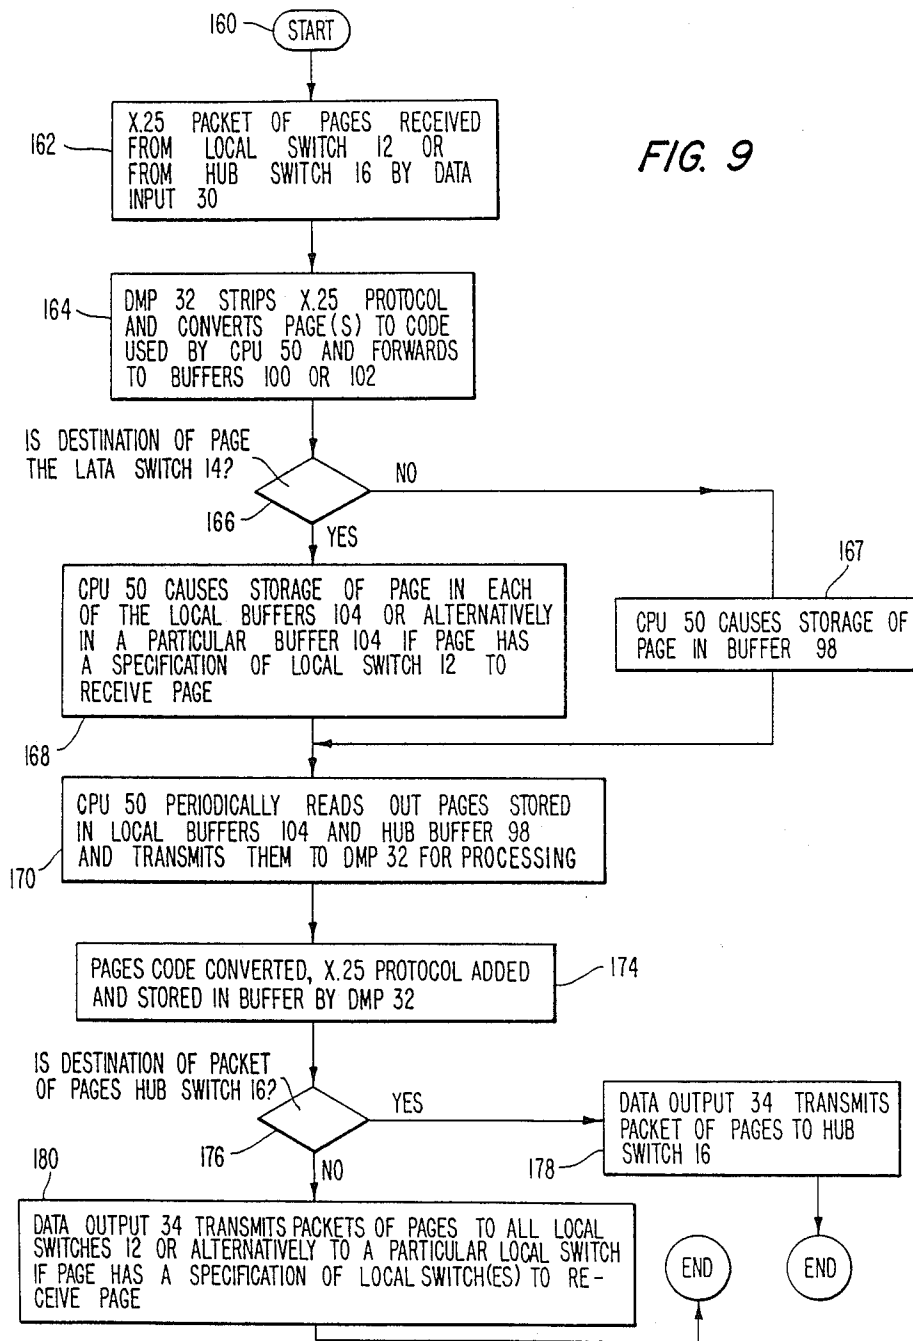 160
START
162
X.25 PACKET OF PAGES RECEIVED
FROM LOCAL SWITCH 12 OR
FROM HUB SWITCH 16 BY DATA
INPUT 30
FIG. 9
164
DMP 32 STRIPS X.25 PROTOCOL
AND CONVERTS PAGE(S) TO CODE
USED BY CPU 50 AND FORWARDS
TO BUFFERS 100 OR 102
IS DESTINATION OF PAGE
THE LATA SWITCH 14?
NO
166
YES
167
CPU 50 CAUSES STORAGE OF
PAGE IN BUFFER 98
CPU 50 CAUSES STORAGE OF PAGE IN EACH
OF THE LOCAL BUFFERS 104 OR ALTERNATIVELY
IN A PARTICULAR BUFFER 104 IF PAGE HAS
A SPECIFICATION OF LOCAL SWITCH 12 TO
RECEIVE PAGE
168
CPU 50 PERIODICALLY READS OUT PAGES STORED
IN LOCAL BUFFERS 104 AND HUB BUFFER 98
AND TRANSMITS THEM TO DMP 32 FOR PROCESSING
170
PAGES CODE CONVERTED, X.25 PROTOCOL ADDED
AND STORED IN BUFFER BY DMP 32
174
IS DESTINATION OF PACKET
OF PAGES HUB SWITCH 16?
YES
176
NO
DATA OUTPUT 34 TRANSMITS
PACKET OF PAGES TO HUB
SWITCH 16
178
180
DATA OUTPUT 34 TRANSMITS PACKETS OF PAGES TO ALL LOCAL
SWITCHES 12 OR ALTERNATIVELY TO A PARTICULAR LOCAL SWITCH
IF PAGE HAS A SPECIFICATION OF LOCAL SWITCH(ES) TO RE-
CEIVE PAGE
END
END